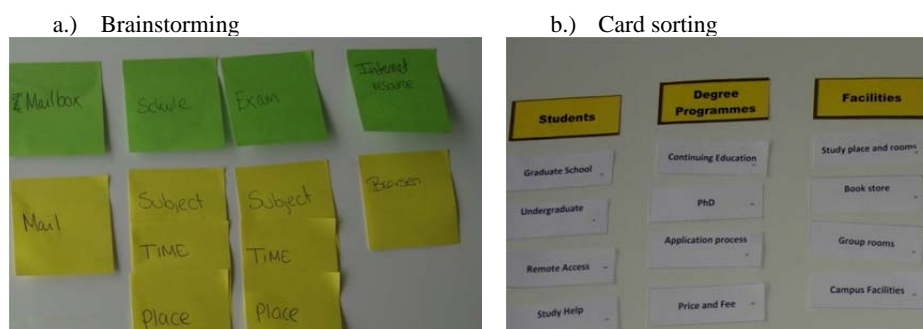 a.) Brainstorming
b.) Card sorting
Mailbox
Schule
Exam
Internet
Mail
Subject
TIME
Place
Subject
TIME
Place
Students
Graduate School
Undergraduate
Remote Access
Study Help
Degree
Programmes
Continuing Education
PhD
Application process
Price and Fee
Facilities
Study place and rooms
Book store
Group rooms
Campus Facilities